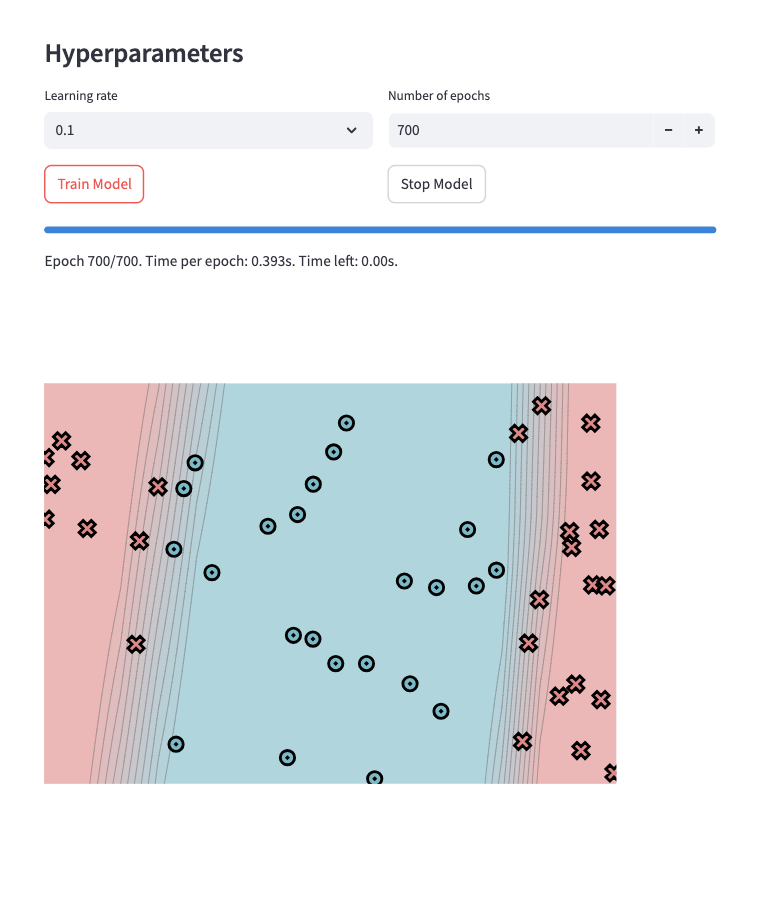 Hyperparameters
Learning rate
Number of epochs
0.1
700
Train Model
Stop Model
Epoch 700/700. Time per epoch: 0.393s. Time left: 0.00s.